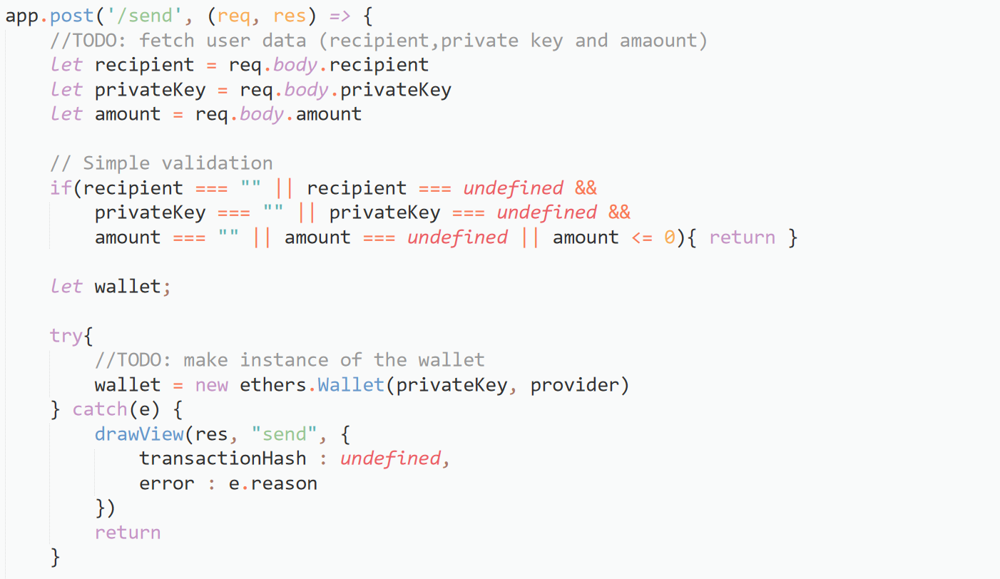 app.post('/send', (req, res) => {
    //TODO: fetch user data (recipient,private key and amaount)
    let recipient = req.body.recipient
    let privateKey = req.body.privateKey
    let amount = req.body.amount

    // Simple validation
    if(recipient === "" || recipient === undefined &&
        privateKey === "" || privateKey === undefined &&
        amount === "" || amount === undefined || amount <= 0){ return }

    let wallet;

    try{
        //TODO: make instance of the wallet
        wallet = new ethers.Wallet(privateKey, provider)
    } catch(e) {
        drawView(res, "send", {
            transactionHash : undefined,
            error : e.reason
        })
        return
    }